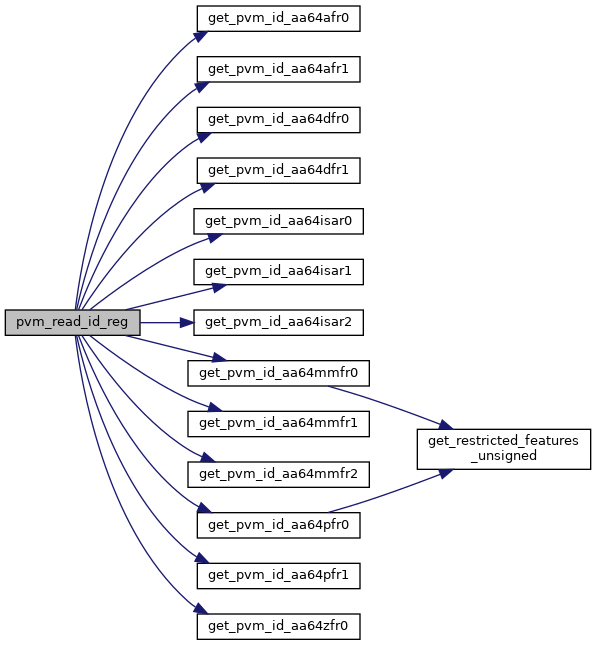 get_pvm_id_aa64afr0
get_pvm_id_aa64afr1
get_pvm_id_aa64dfr0
get_pvm_id_aa64dfr1
get_pvm_id_aa64isar0
get_pvm_id_aa64isar1
pvm_read_id_reg
get_pvm_id_aa64isar2
get_pvm_id_aa64mmfr0
get_pvm_id_aa64mmfr1
get_restricted_features
_unsigned
get_pvm_id_aa64mmfr2
get_pvm_id_aa64pfr0
get_pvm_id_aa64pfr1
get_pvm_id_aa64zfr0